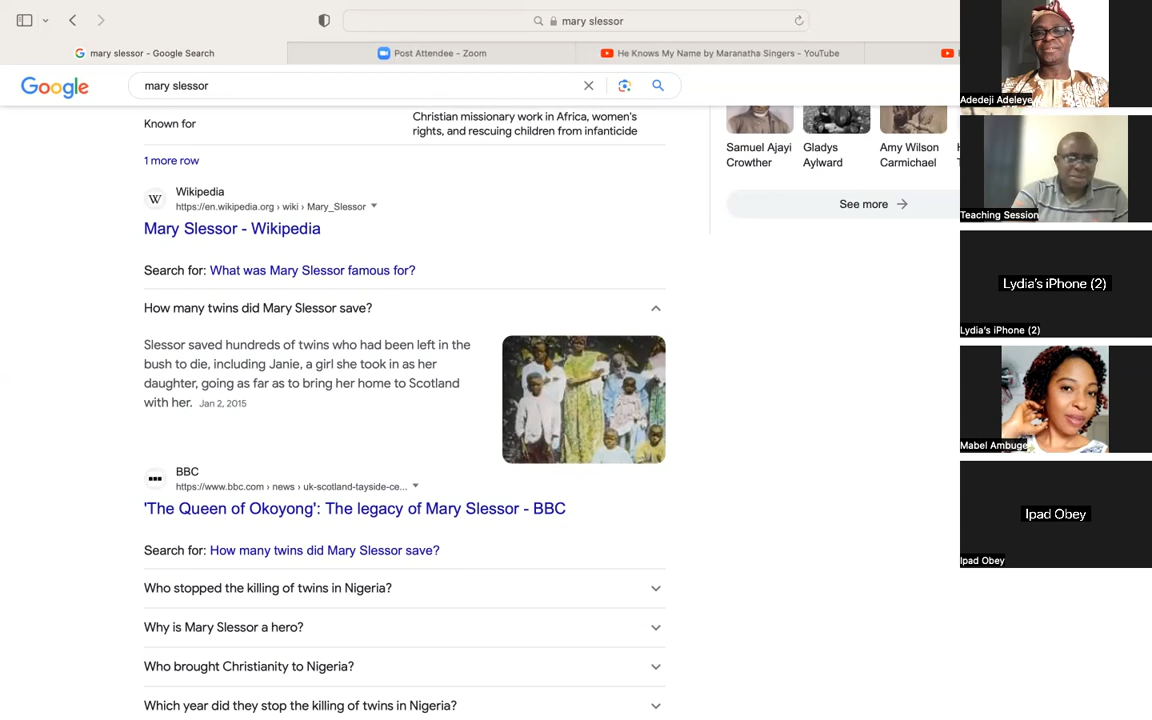 mary slessor
mary slessor - Google Search
Post Attendee - Zoom
He Knows My Name by Maranatha Singers - YouTube
Google
mary slessor
Known for
Christian missionary work in Africa, women's
rights, and rescuing children from infanticide
1 more row
W
Wikipedia
https://en.wikipedia.org › wiki › Mary_Slessor
Mary Slessor - Wikipedia
Search for: What was Mary Slessor famous for?
How many twins did Mary Slessor save?
Slessor saved hundreds of twins who had been left in the
bush to die, including Janie, a girl she took in as her
daughter, going as far as to bring her home to Scotland
with her. Jan 2, 2015
BBC
https://www.bbc.com › news › uk-scotland-tayside-ce...
'The Queen of Okoyong': The legacy of Mary Slessor - BBC
Search for: How many twins did Mary Slessor save?
Who stopped the killing of twins in Nigeria?
Why is Mary Slessor a hero?
Who brought Christianity to Nigeria?
Which year did they stop the killing of twins in Nigeria?
Samuel Ajayi
Crowther
Gladys
Aylward
Amy Wilson
Carmichael
See more
Adedeji Adeleye
Teaching Session
Lydia's iPhone (2)
Lydia's iPhone (2)
Mabel Ambuge
Ipad Obey
Ipad Obey